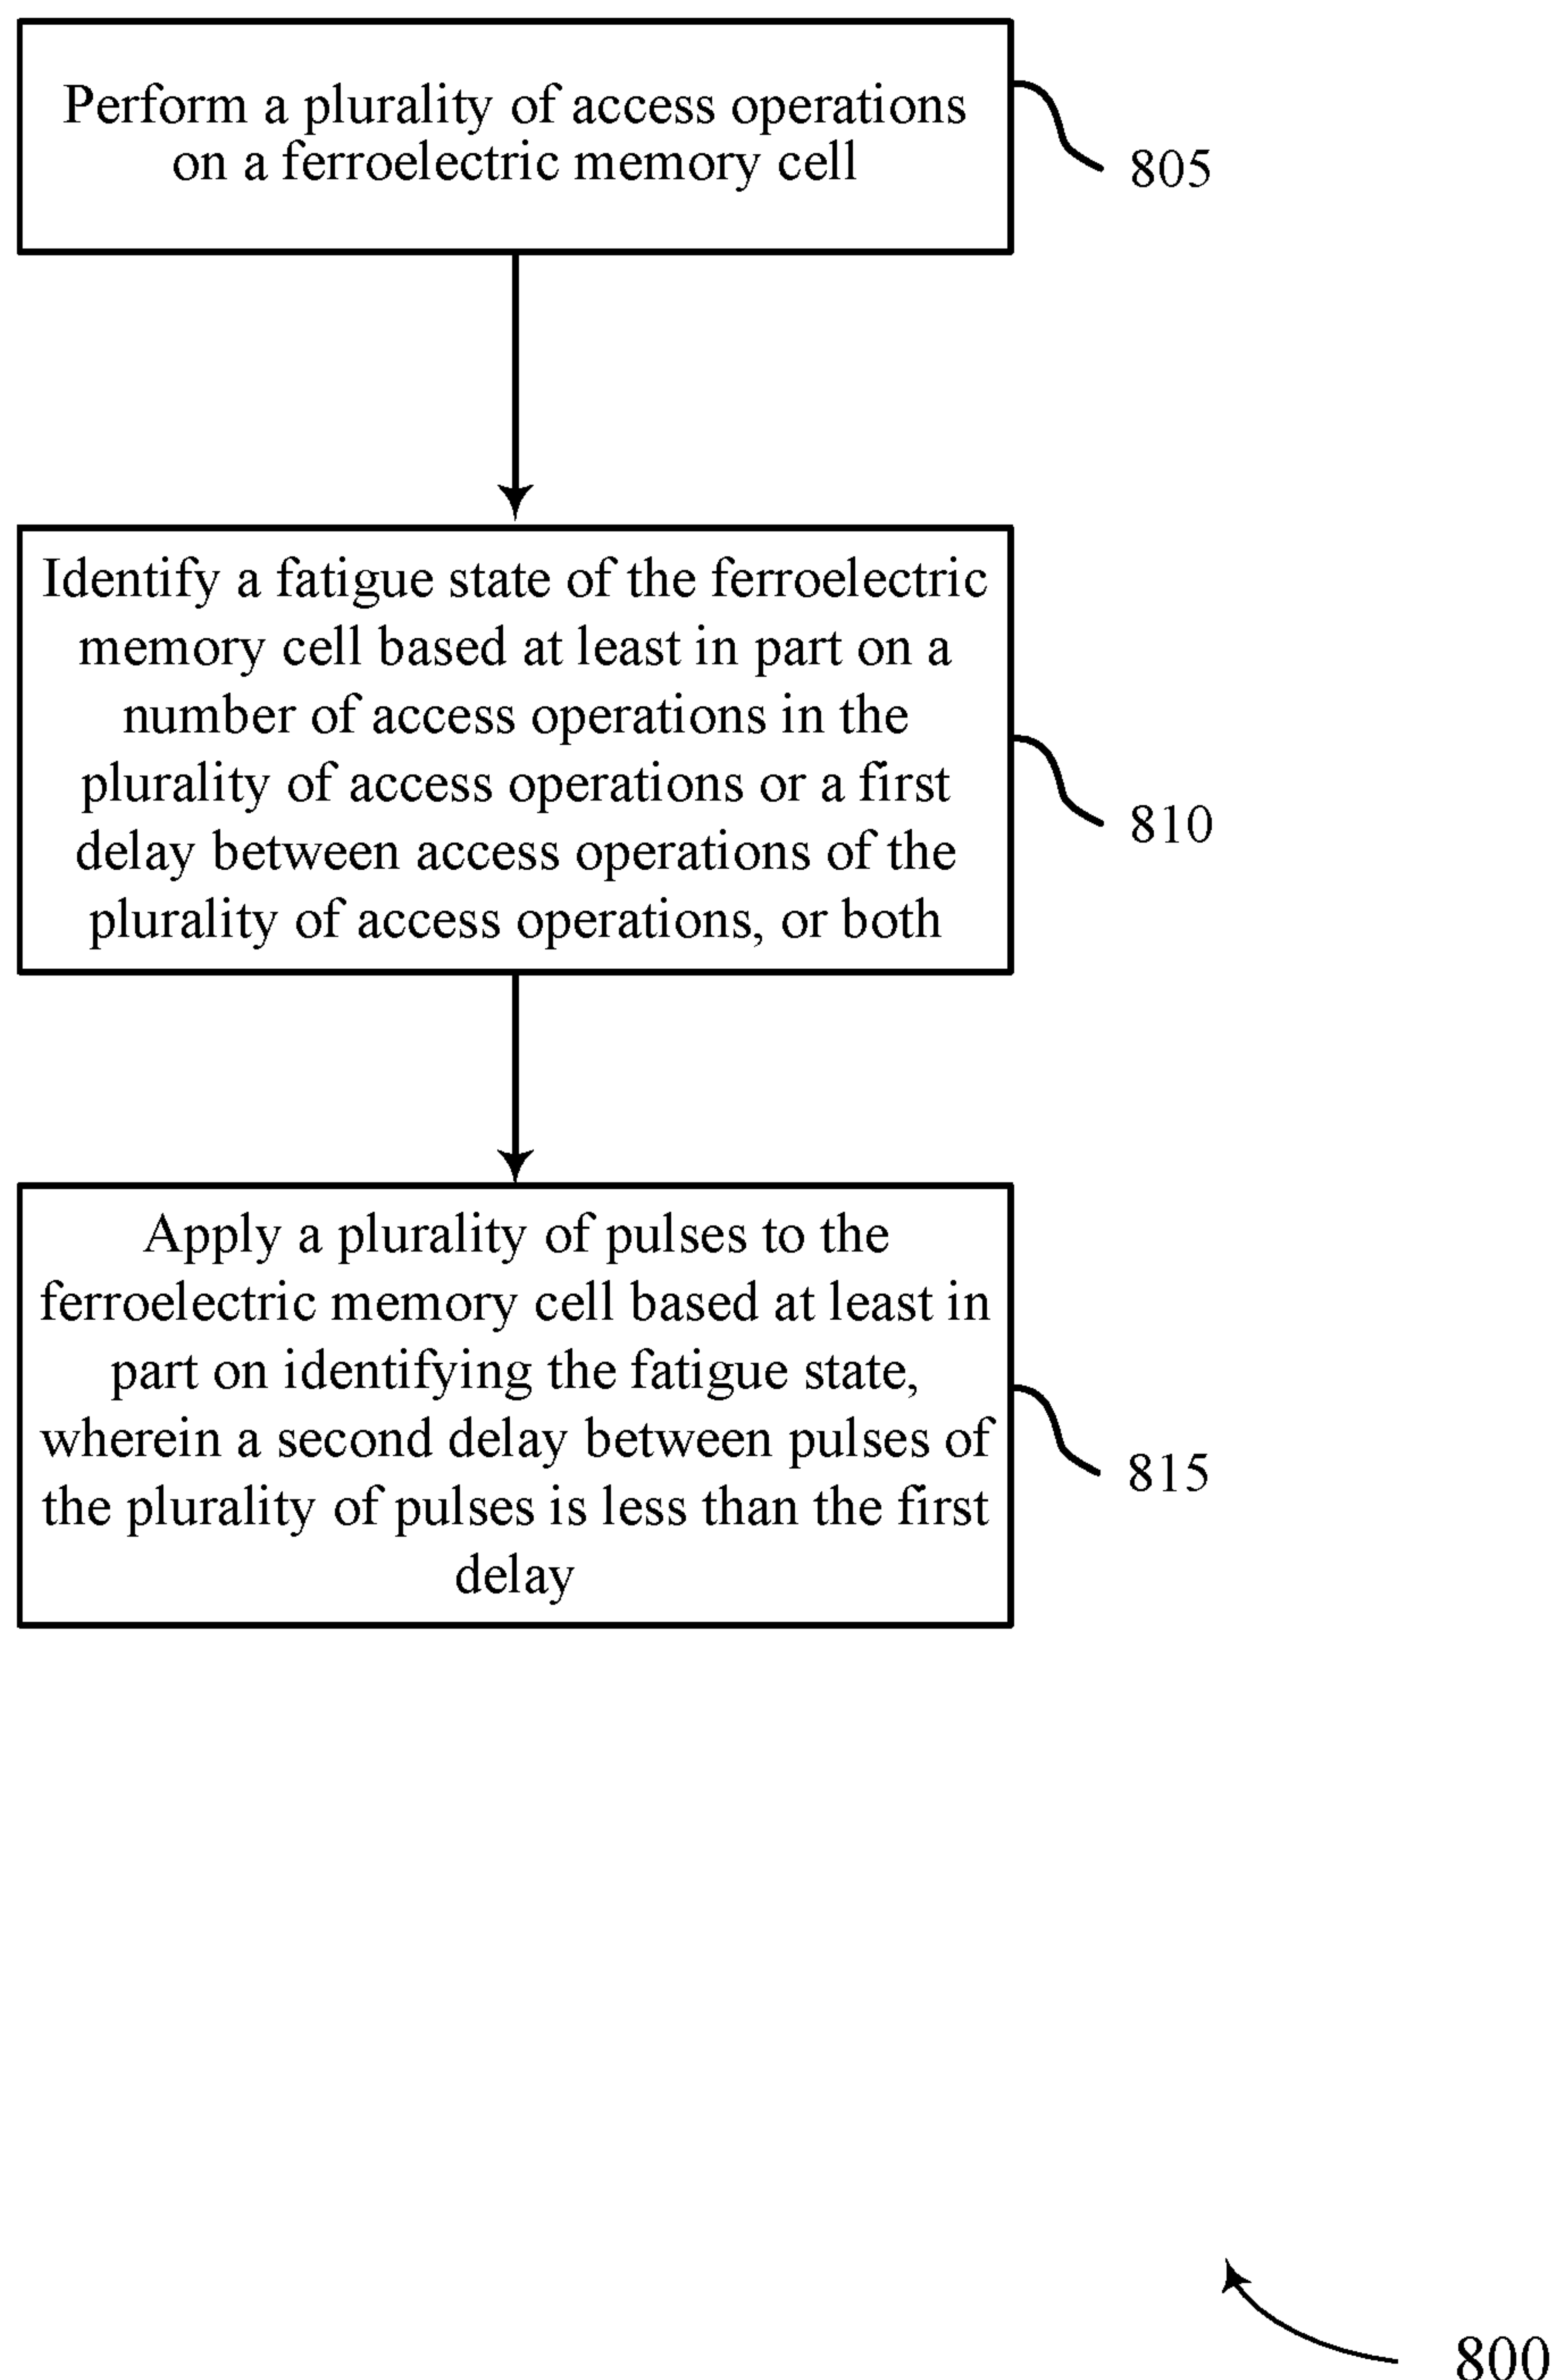 Perform a plurality of access operations
on a ferroelectric memory cell
805
Identify a fatigue state of the ferroelectric
memory cell based at least in part on a
number of access operations in the
plurality of access operations or a first
delay between access operations of the
plurality of access operations, or both
810
Apply a plurality of pulses to the
ferroelectric memory cell based at least in
part on identifying the fatigue state,
wherein a second delay between pulses of
the plurality of pulses is less than the first
delay
815
800